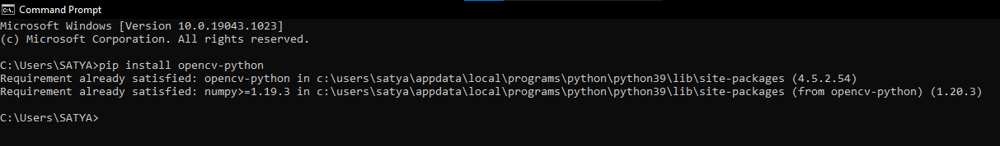 Command Prompt
Microsoft Windows [Version 10.0.19043.1023]
(c) Microsoft Corporation. All rights reserved.
C:\Users\SATYA>pip install opencv-python
Requirement already satisfied: opencv-python in c:\users\satya\appdata\local\programs\python\python39\lib\site-packages (4.5.2.54)
Requirement already satisfied: numpy>=1.19.3 in c:\users\satya\appdata\local\programs\python\python39\lib\site-packages (from opencv-python) (1.20.3)
C:\Users\SATYA>